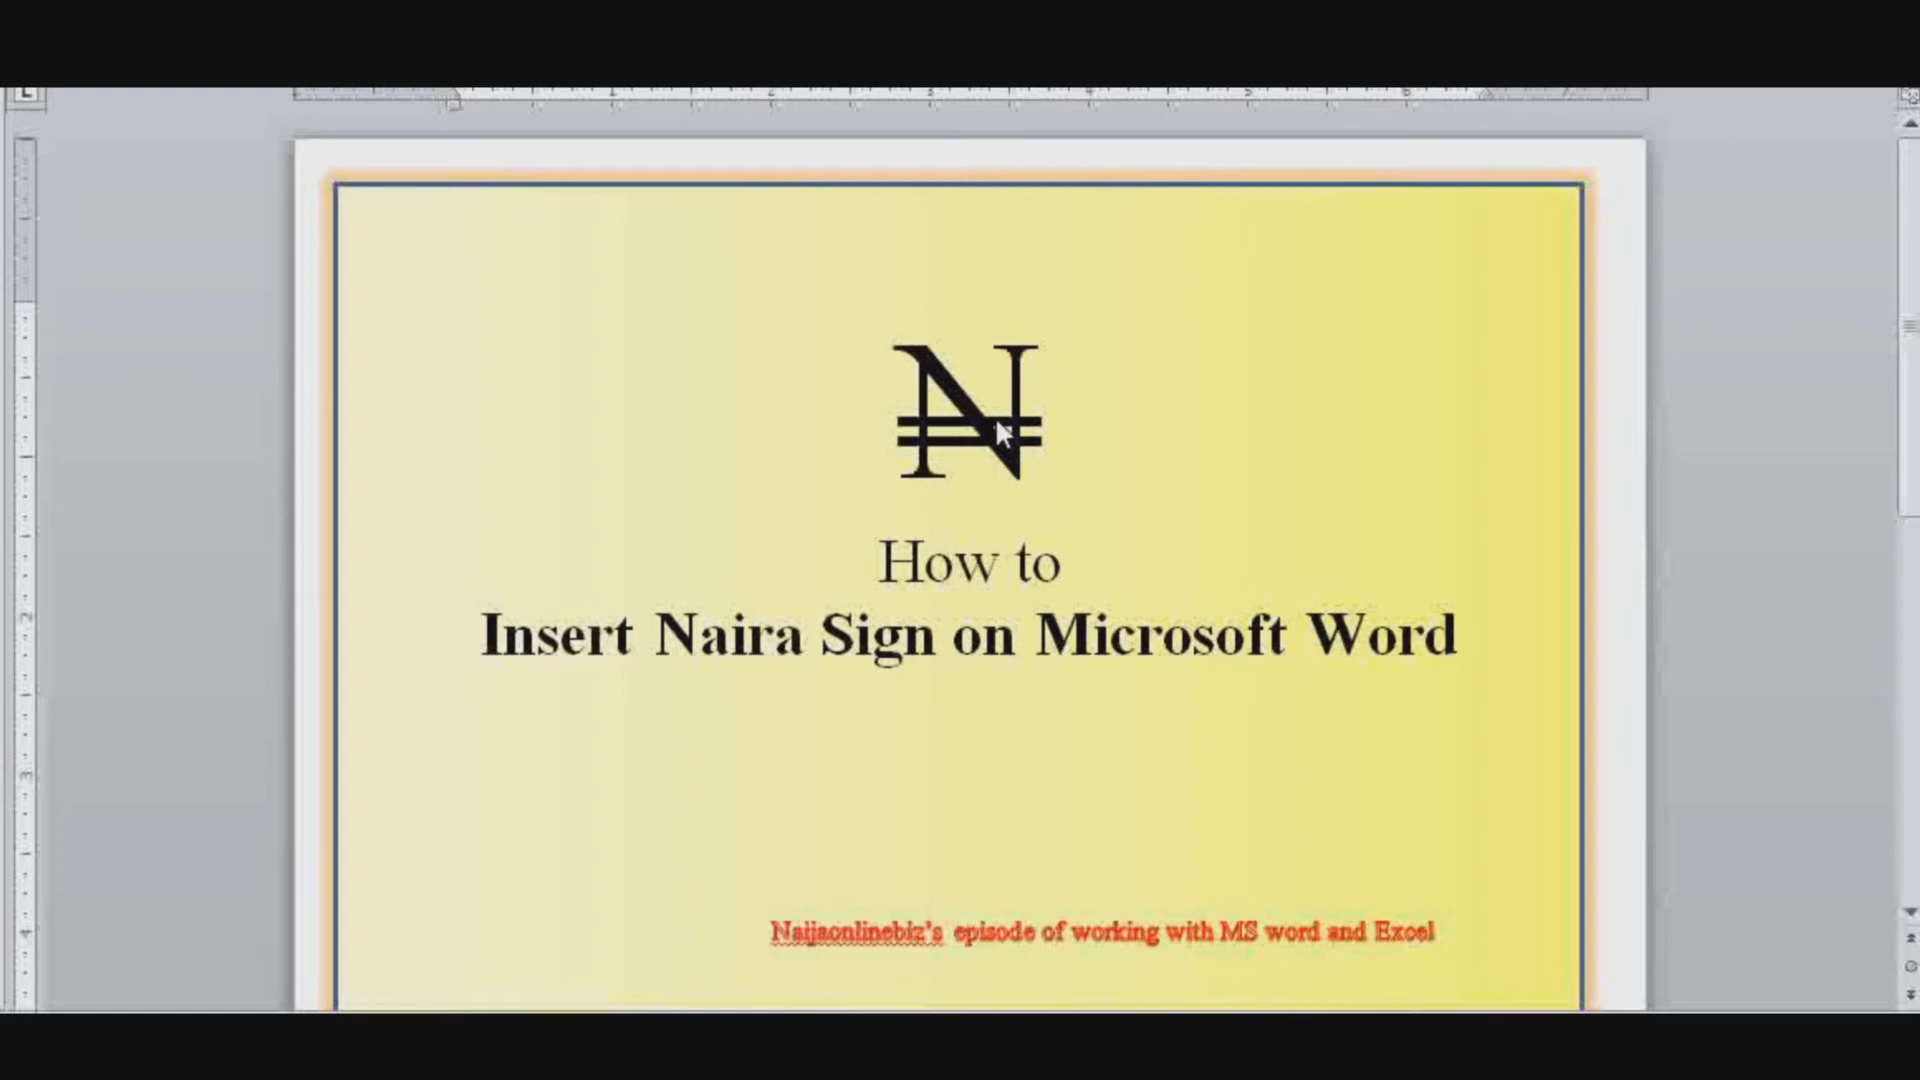 ₦
How to
Insert Naira Sign on Microsoft Word
Naijaonlinebiz's episode of working with MS word and Excel